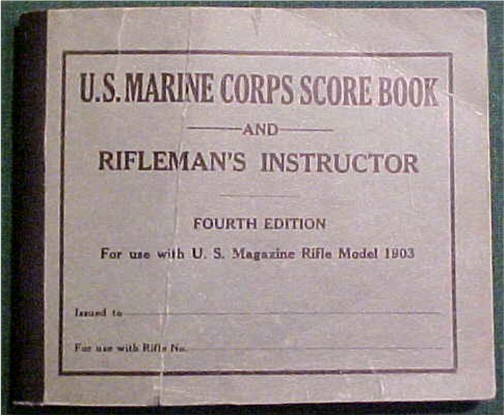 U.S. MARINE CORPS SCORE BOOK
AND
RIFLEMAN'S INSTRUCTOR
FOURTH EDITION
For use with U. S. Magazine Rifle Model 1903
Issued to
For use with Rifle No.